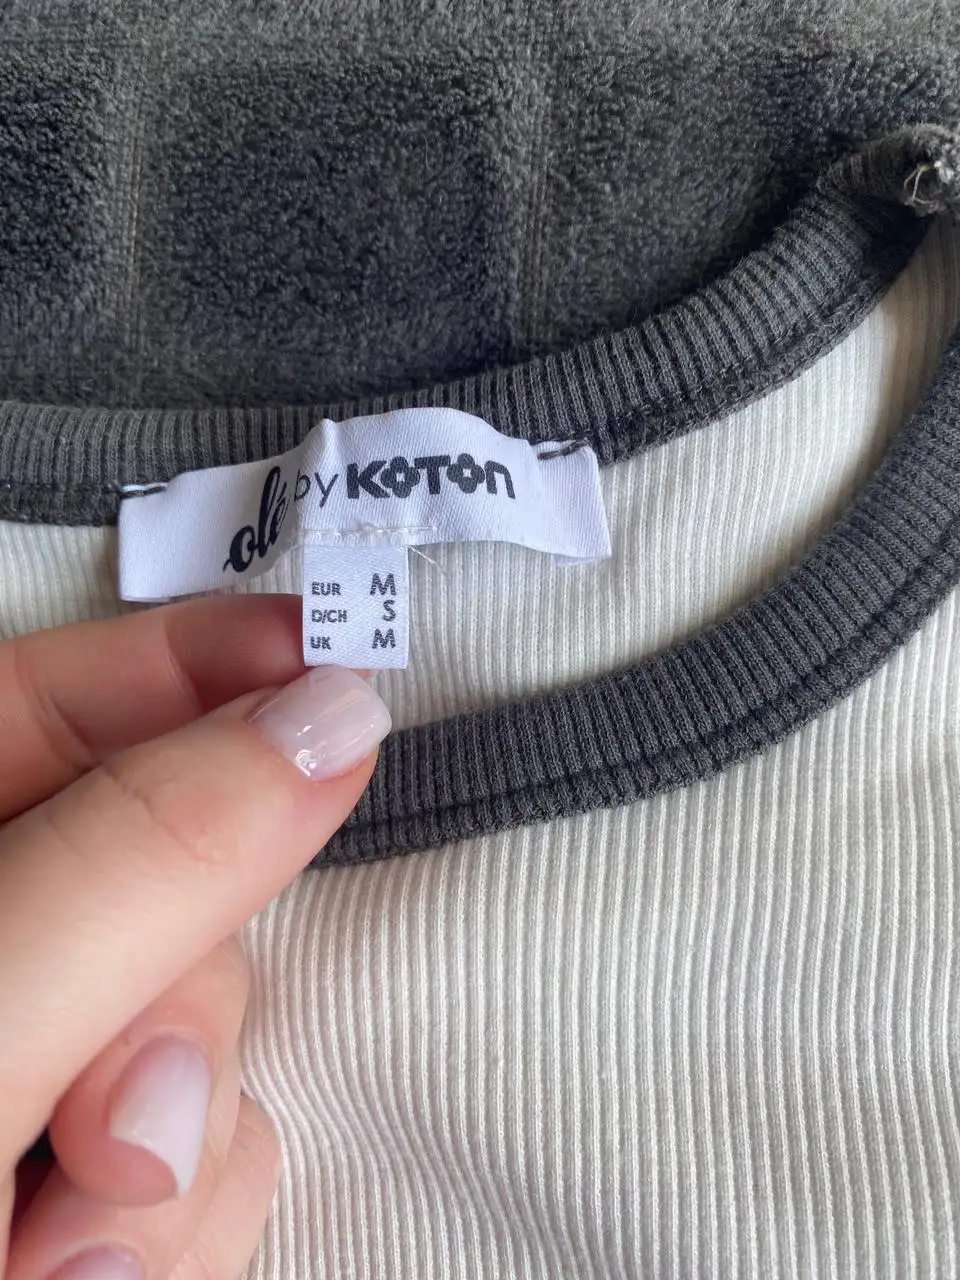 olé by KOTON
EUR M
D/CH S
UK M